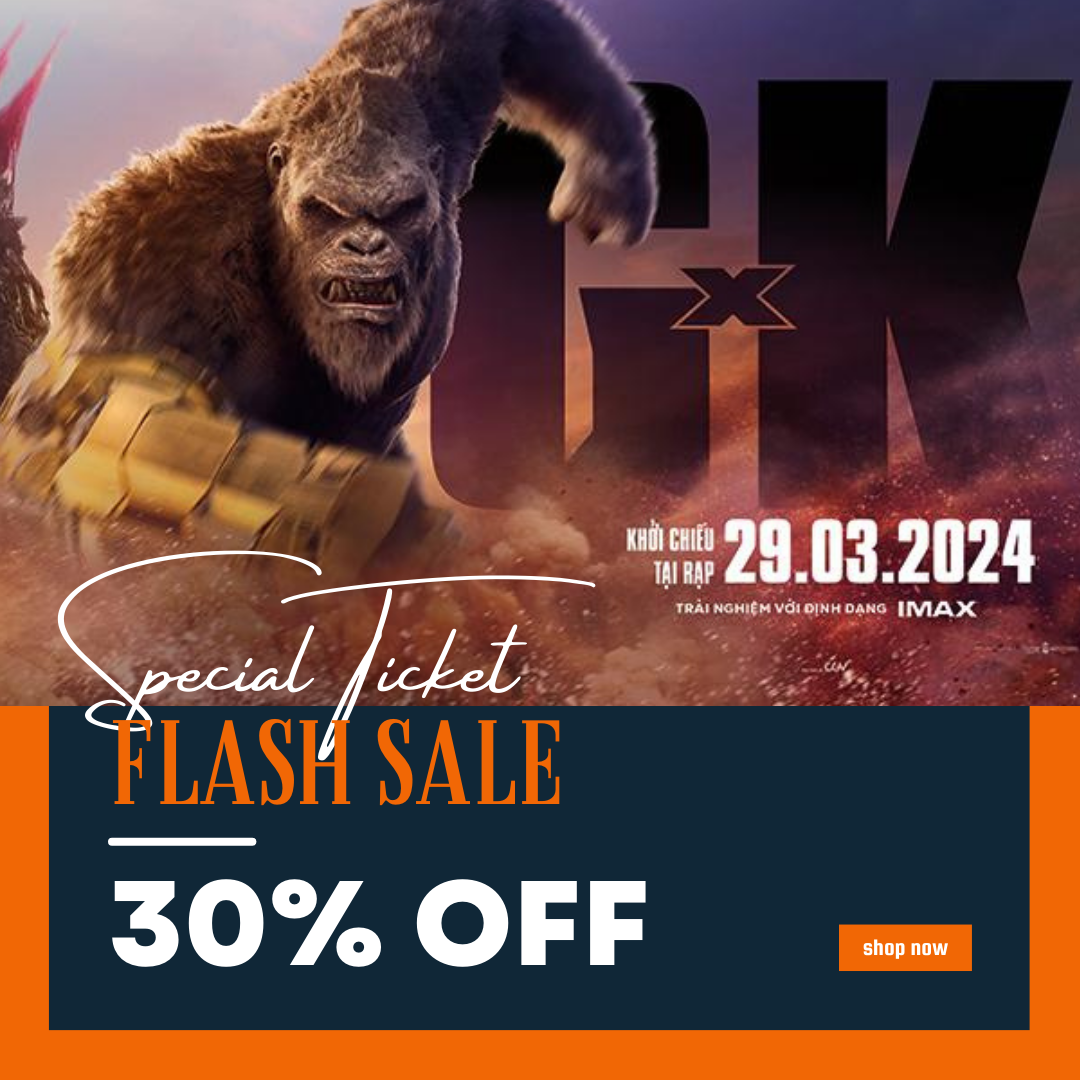 G x K
KHỞI CHIẾU
TẠI RẠP
29.03.2024
TRẢI NGHIỆM VỚI ĐỊNH DẠNG IMAX
Special Ticket
FLASH SALE
30% OFF
shop now